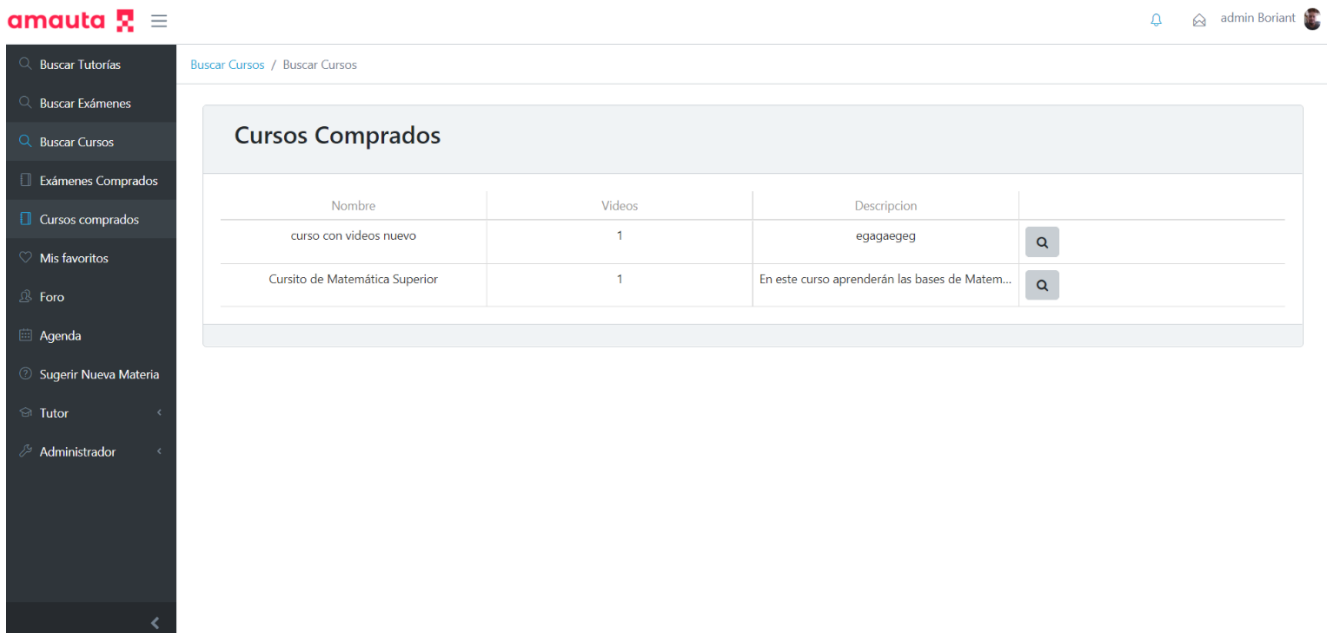 amauta
admin Boriant
Buscar Tutorías
Buscar Exámenes
Buscar Cursos
Exámenes Comprados
Cursos comprados
Mis favoritos
Foro
Agenda
Sugerir Nueva Materia
Tutor
Administrador
Buscar Cursos / Buscar Cursos
Cursos Comprados
Nombre Videos Descripcion
curso con videos nuevo 1 egagaegeg
Cursito de Matemática Superior 1 En este curso aprenderán las bases de Matem...